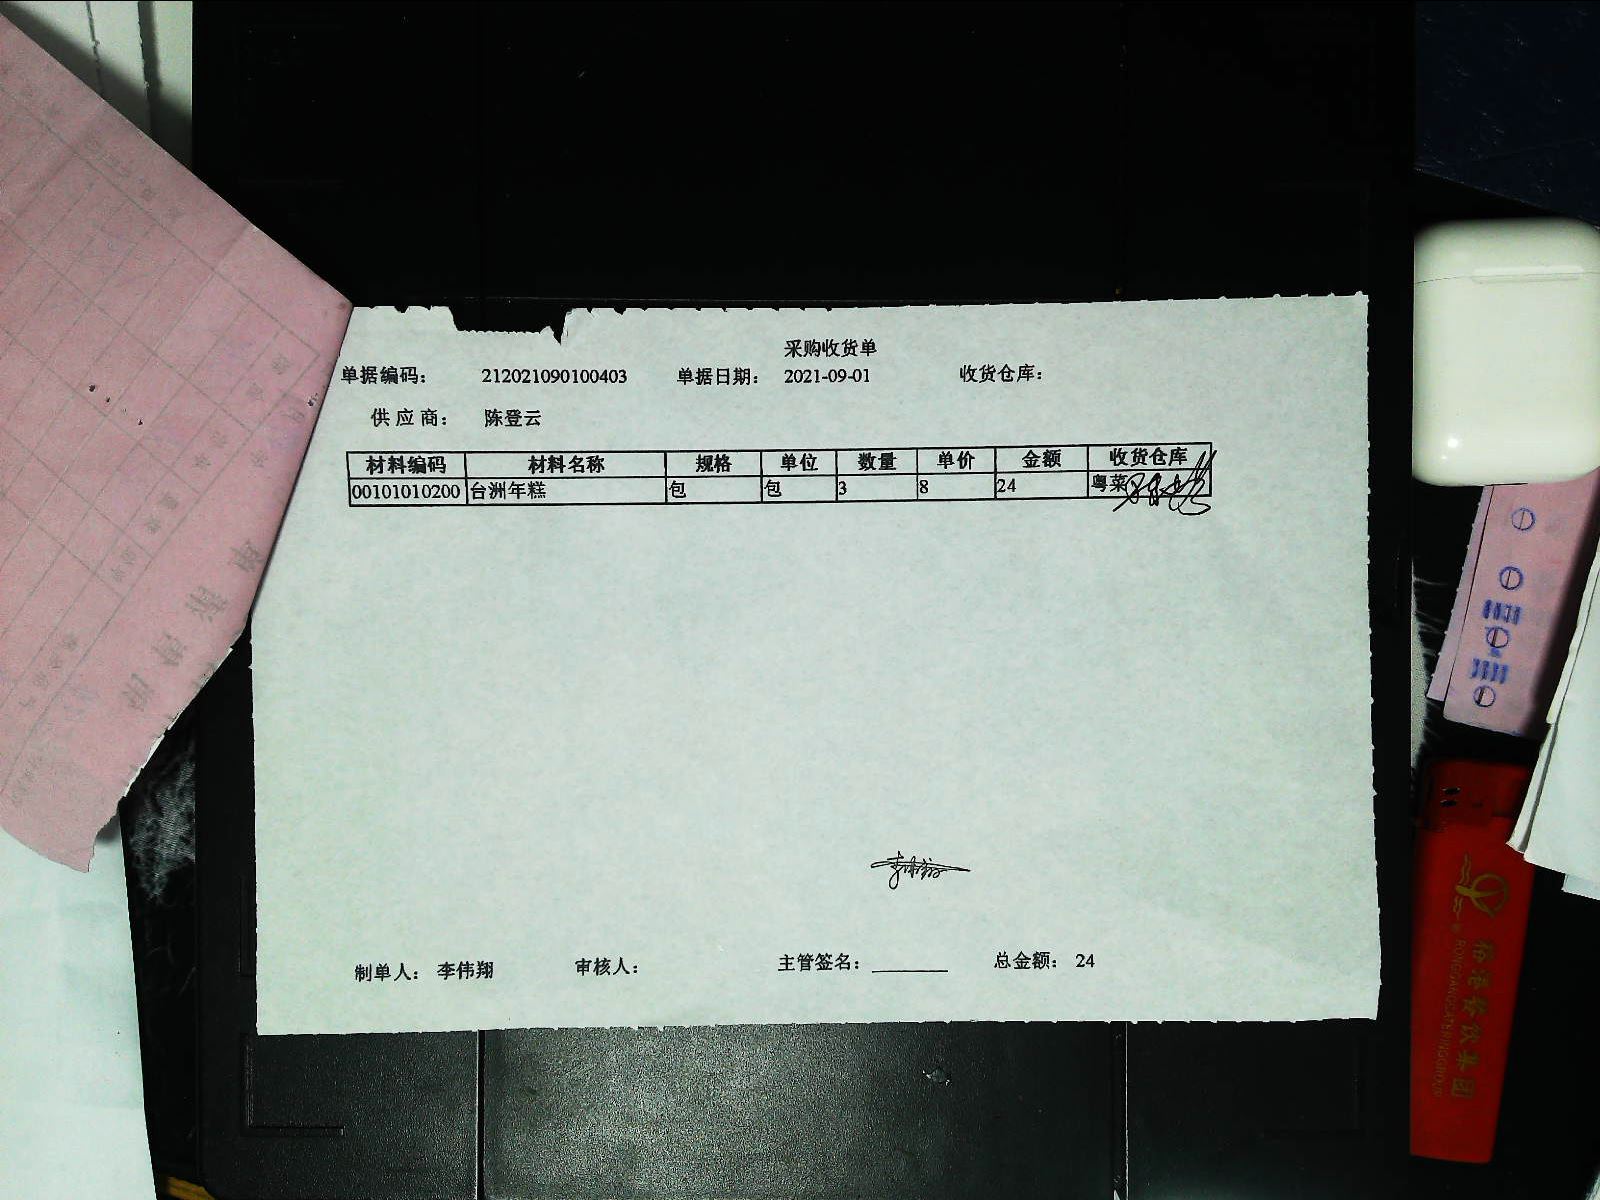 采购收货单
单据编码： 212021090100403 单据日期： 2021-09-01 收货仓库：
供应商： 陈登云
材料编码 材料名称 规格 单位 数量 单价 金额 收货仓库
00101010200 台洲年糕 包 包 3 8 24 粤菜
制单人： 李伟翔 审核人： 主管签名： 总金额： 24
餐饮集团